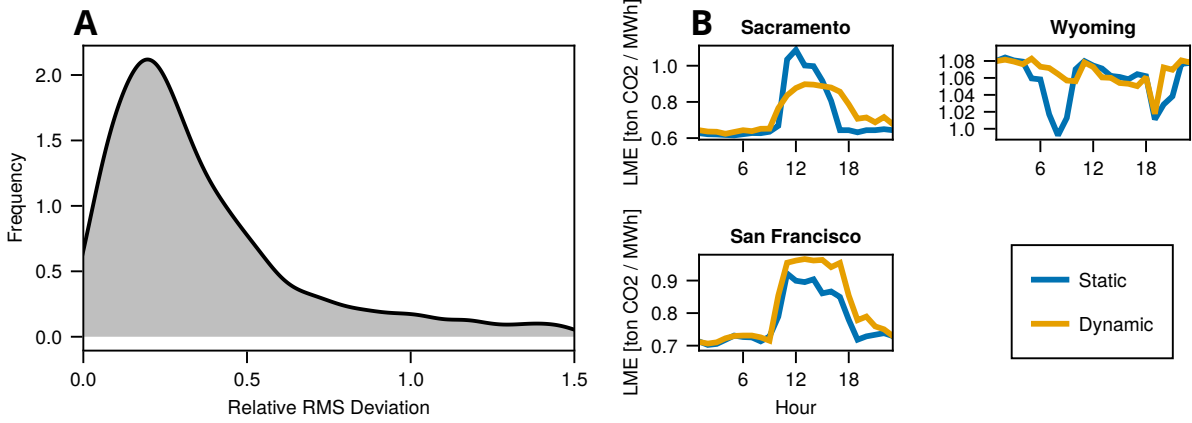 A
Frequency
2.0
1.5
1.0
0.5
0.0
0.0 0.5 1.0 1.5
Relative RMS Deviation
B
Sacramento
LME [ton CO2 / MWh]
1.0
0.8
0.6
6 12 18
Wyoming
1.08
1.06
1.04
1.02
1.0
6 12 18
San Francisco
LME [ton CO2 / MWh]
0.9
0.8
0.7
6 12 18
Hour
Static
Dynamic